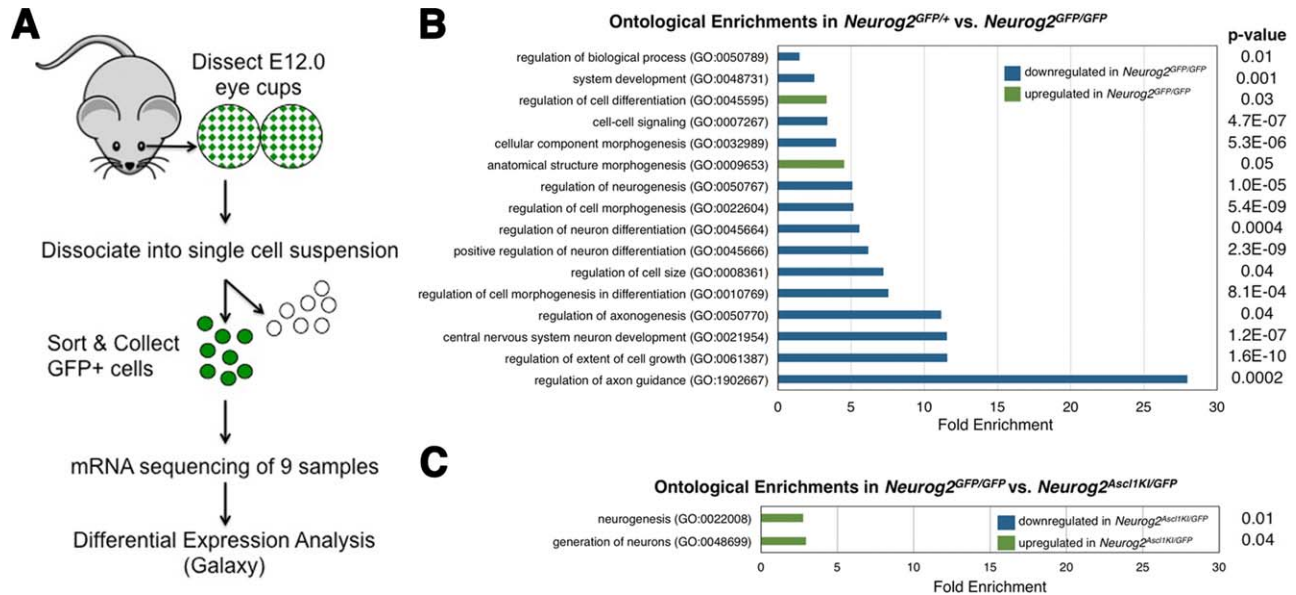 A
Dissect E12.0
eye cups
Dissociate into single cell suspension
Sort & Collect
GFP+ cells
mRNA sequencing of 9 samples
Differential Expression Analysis
(Galaxy)
B
Ontological Enrichments in Neurog2GFP/+ vs. Neurog2GFP/GFP
p-value
downregulated in Neurog2GFP/GFP
upregulated in Neurog2GFP/GFP
regulation of biological process (GO:0050789) 0.01
system development (GO:0048731) 0.001
regulation of cell differentiation (GO:0045595) 0.03
cell-cell signaling (GO:0007267) 4.7E-07
cellular component morphogenesis (GO:0032989) 5.3E-06
anatomical structure morphogenesis (GO:0009653) 0.05
regulation of neurogenesis (GO:0050767) 1.0E-05
regulation of cell morphogenesis (GO:0022604) 5.4E-09
regulation of neuron differentiation (GO:0045664) 0.0004
positive regulation of neuron differentiation (GO:0045666) 2.3E-09
regulation of cell size (GO:0008361) 0.04
regulation of cell morphogenesis in differentiation (GO:0010769) 8.1E-04
regulation of axonogenesis (GO:0050770) 0.04
central nervous system neuron development (GO:0021954) 1.2E-07
regulation of extent of cell growth (GO:0061387) 1.6E-10
regulation of axon guidance (GO:1902667) 0.0002
0 5 10 15 20 25 30
Fold Enrichment
C
Ontological Enrichments in Neurog2GFP/GFP vs. Neurog2Ascl1KI/GFP
neurogenesis (GO:0022008) downregulated in Neurog2Ascl1KI/GFP 0.01
generation of neurons (GO:0048699) upregulated in Neurog2Ascl1KI/GFP 0.04
0 5 10 15 20 25 30
Fold Enrichment